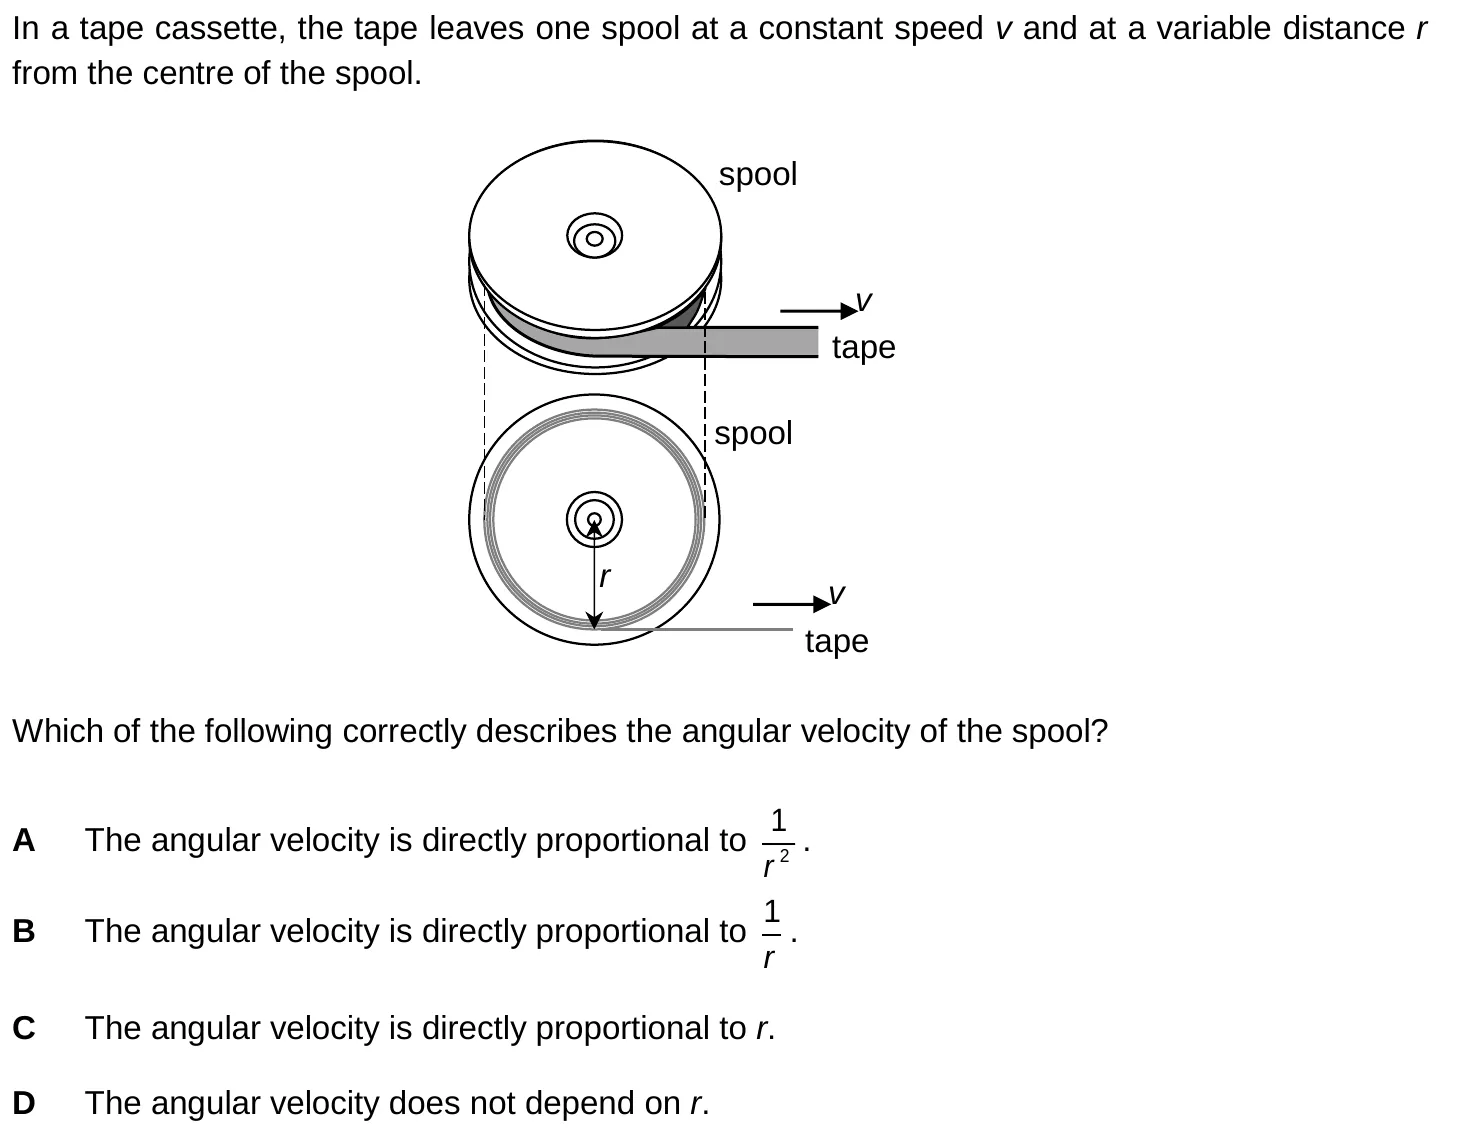 In a tape cassette, the tape leaves one spool at a constant speed v and at a variable distance r
from the centre of the spool.
spool
v
tape
spool
r
v
tape
Which of the following correctly describes the angular velocity of the spool?
A The angular velocity is directly proportional to 1/r².
B The angular velocity is directly proportional to 1/r.
C The angular velocity is directly proportional to r.
D The angular velocity does not depend on r.